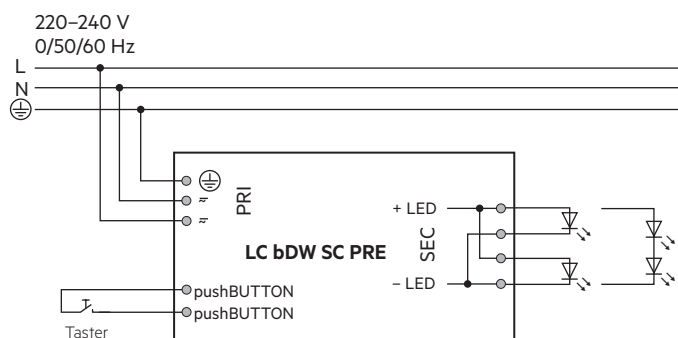 220–240 V
0/50/60 Hz
L
N
PRI
+ LED
SEC
LC bDW SC PRE
– LED
pushBUTTON
pushBUTTON
Taster